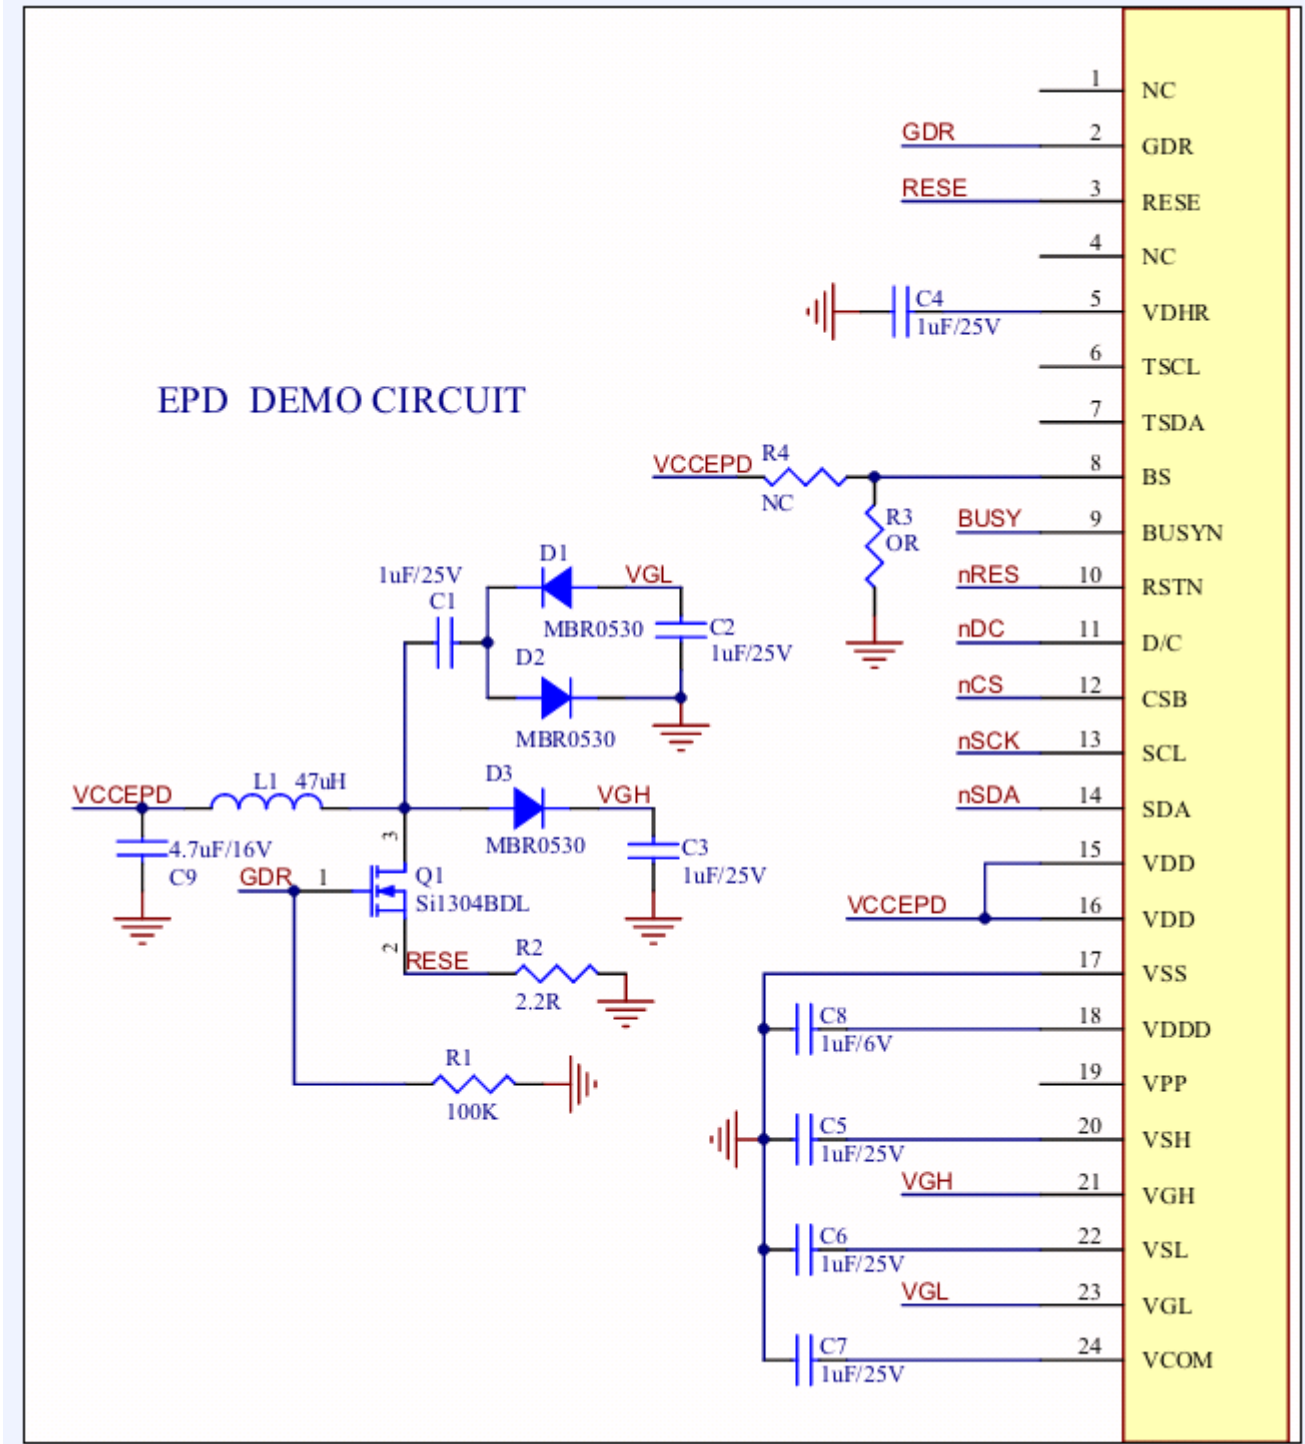 1 NC
GDR 2 GDR
RESE 3 RESE
4 NC
C4 5 VDHR
1uF/25V
6 TSCL
EPD DEMO CIRCUIT
7 TSDA
R4
VCCEPD 8 BS
NC
R3
OR
BUSY 9 BUSYN
D1
1uF/25V VGL
nRES 10 RSTN
C1
MBR0530 C2
1uF/25V
nDC 11 D/C
D2
nCS 12 CSB
MBR0530
nSCK 13 SCL
D3
L1 47uH
VCCEPD VGH
nSDA 14 SDA
3
4.7uF/16V MBR0530 C3
1uF/25V
15 VDD
C9 GDR 1 Q1
Si1304BDL
VCCEPD 16 VDD
2 RESE R2
2.2R
17 VSS
C8 18 VDDD
1uF/6V
R1
100K
19 VPP
C5 20 VSH
1uF/25V
VGH 21 VGH
C6 22 VSL
1uF/25V
VGL 23 VGL
C7 24 VCOM
1uF/25V